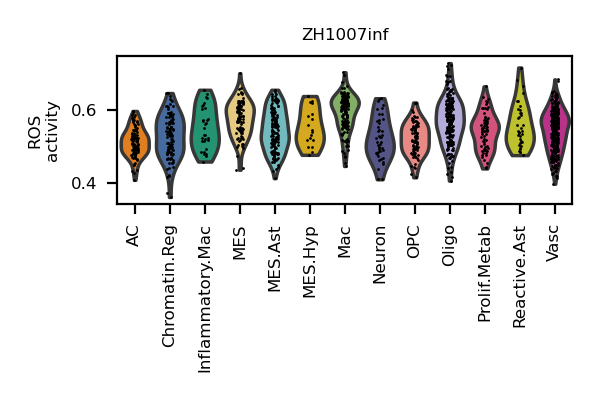 ZH1007inf
ROS
activity
0.6
0.4
AC
Chromatin.Reg
Inflammatory.Mac
MES
MES.Ast
MES.Hyp
Mac
Neuron
OPC
Oligo
Prolif.Metab
Reactive.Ast
Vasc